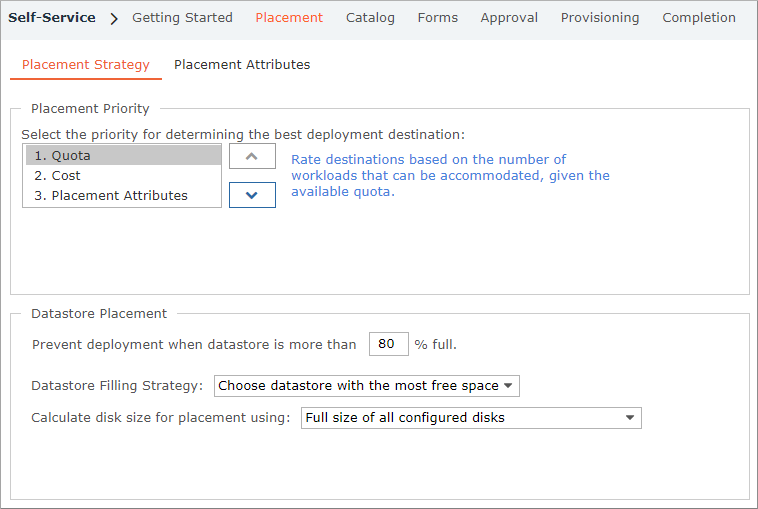 Self-Service > Getting Started Placement Catalog Forms Approval Provisioning Completion
Placement Strategy Placement Attributes
Placement Priority
Select the priority for determining the best deployment destination:
1. Quota
2. Cost
3. Placement Attributes
Rate destinations based on the number of
workloads that can be accommodated, given the
available quota.
Datastore Placement
Prevent deployment when datastore is more than 80 % full.
Datastore Filling Strategy: Choose datastore with the most free space
Calculate disk size for placement using: Full size of all configured disks